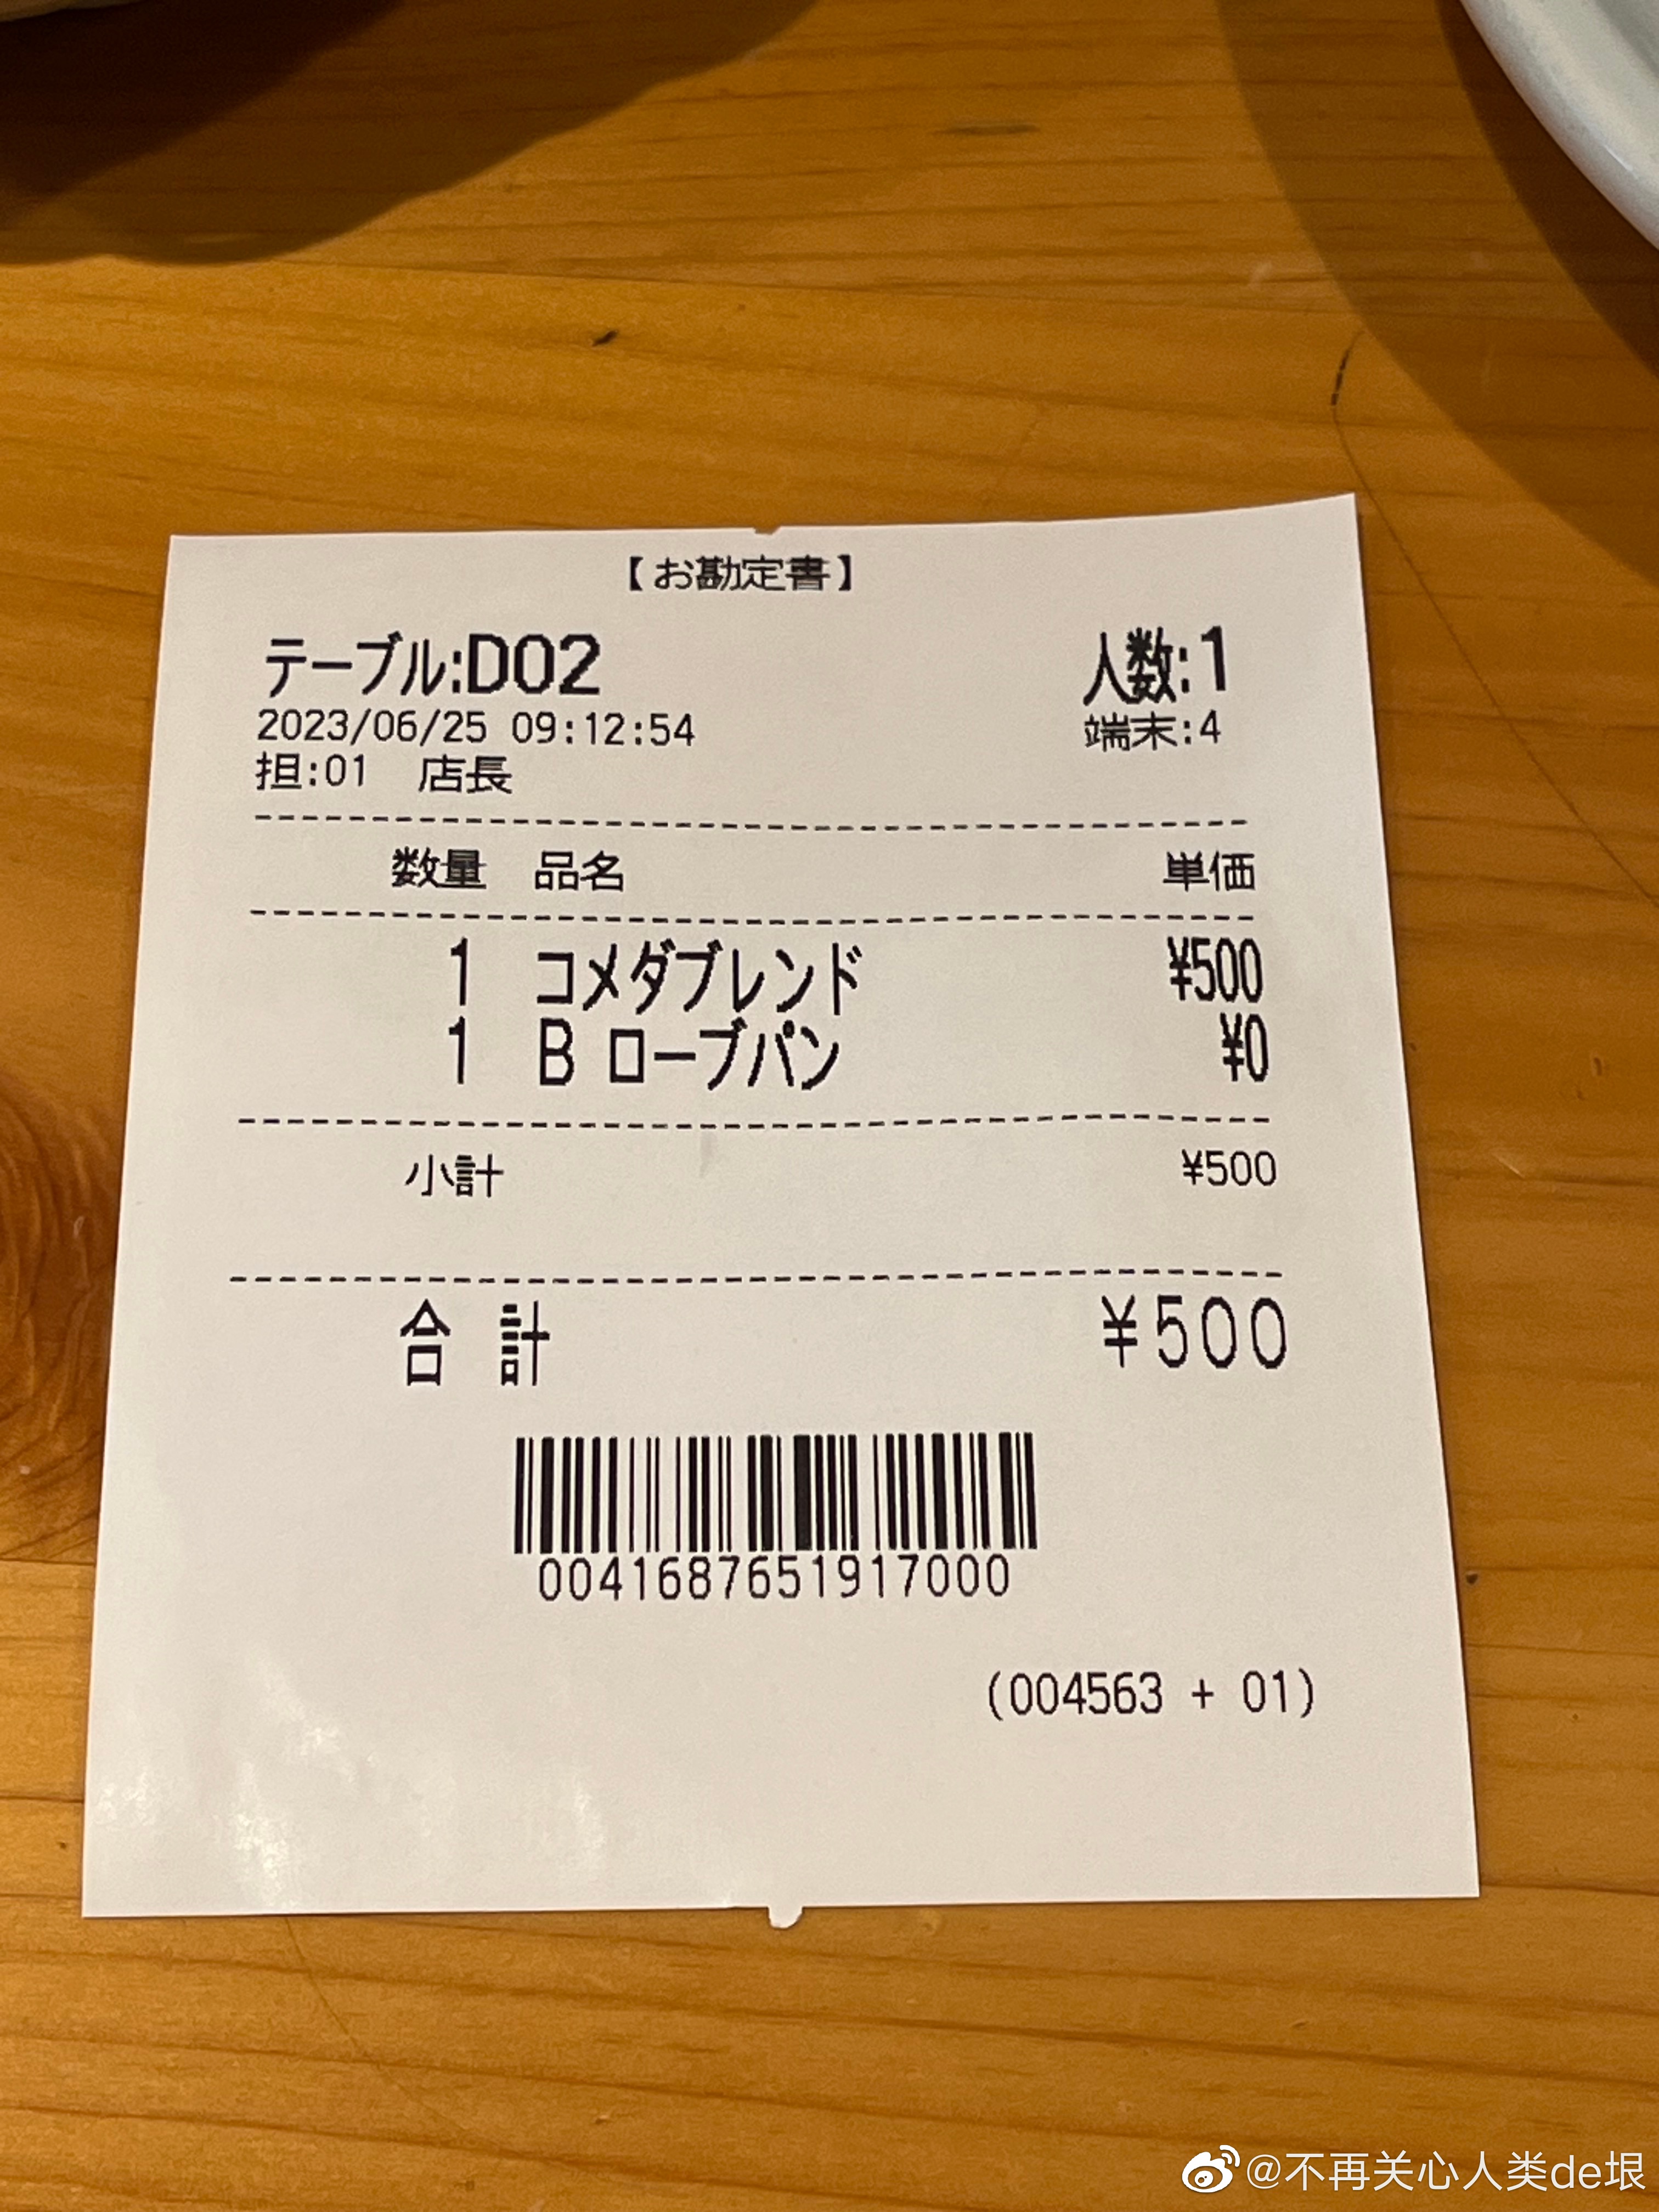 【お勘定書】
テーブル:D02 人数:1
2023/06/25 09:12:54 端末:4
担:01 店長
数量 品名 単価
1 コメダブレンド ¥500
1 B ローブパン ¥0
小計 ¥500
合 計 ¥500
0041687651917000
(004563 + 01)
@不再关心人类de垠